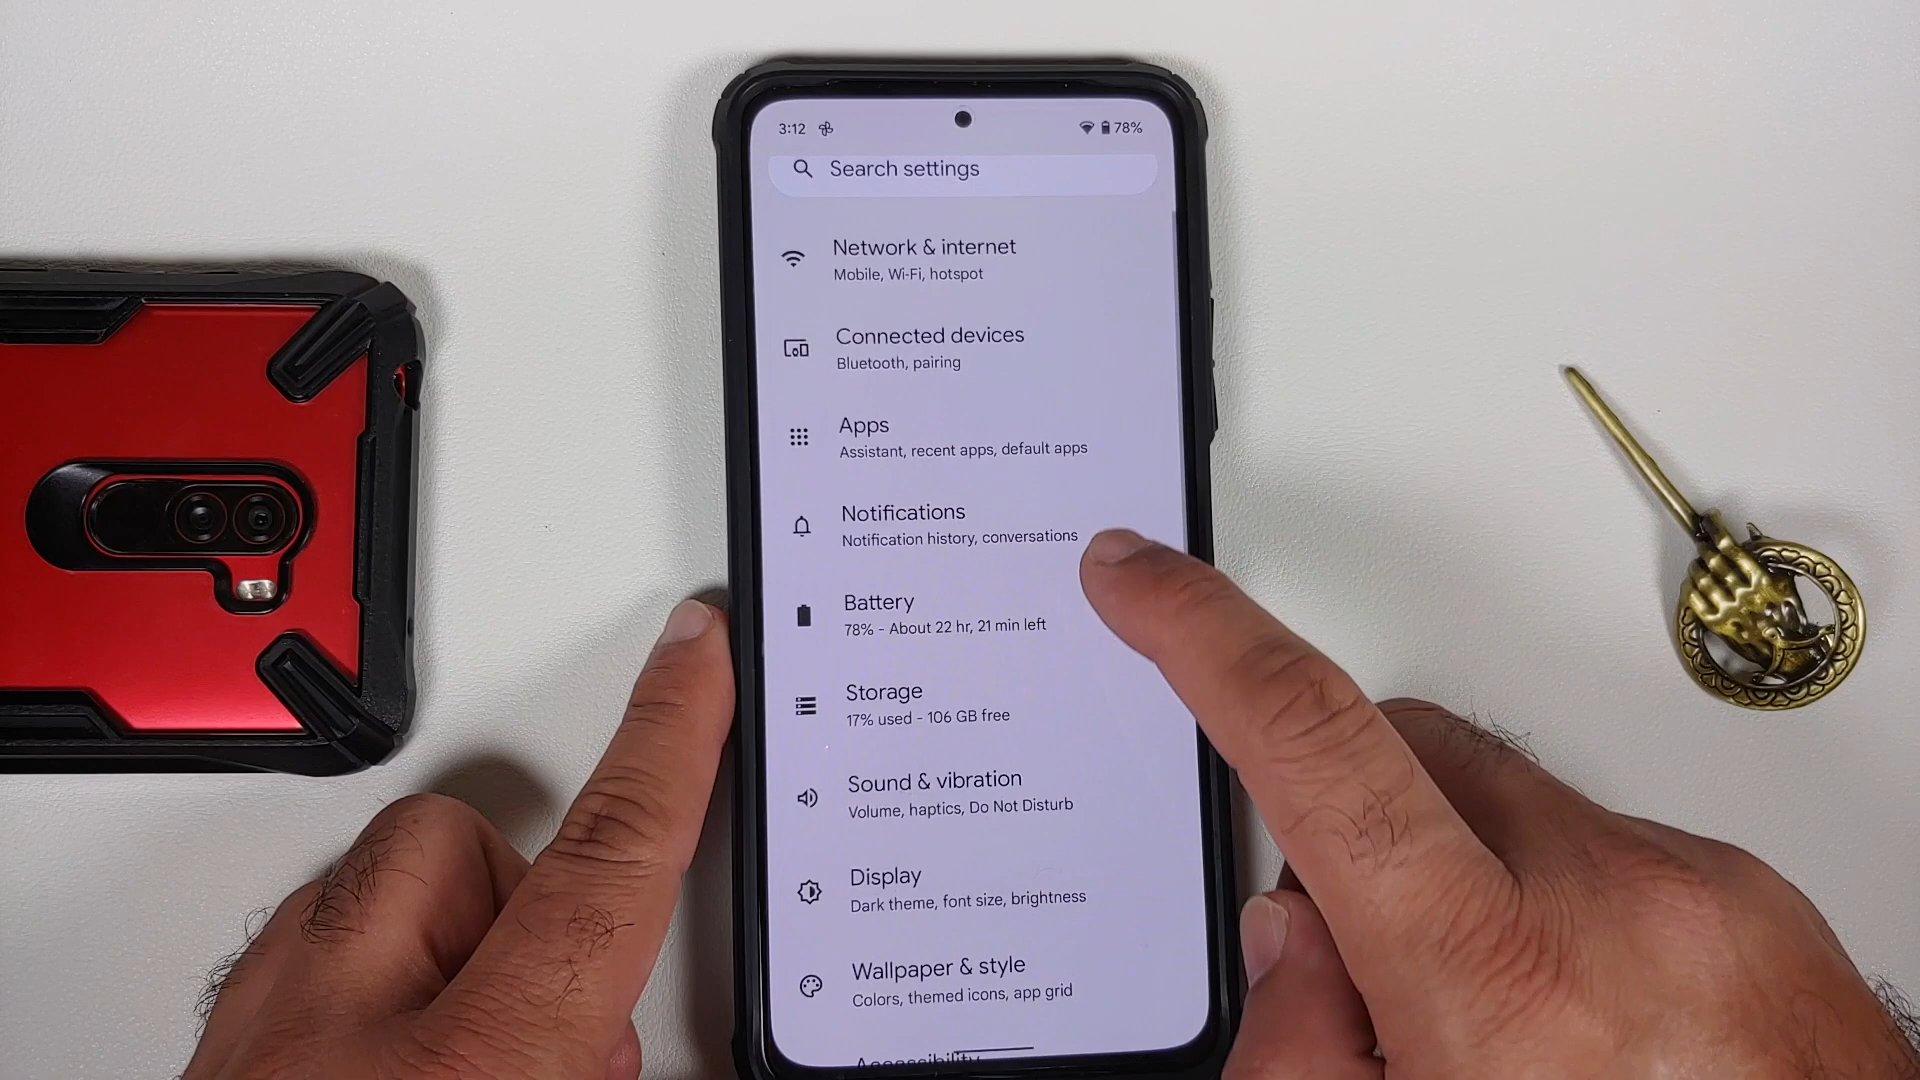 3:12 78%
Search settings
Network & internet
Mobile, Wi-Fi, hotspot
Connected devices
Bluetooth, pairing
Apps
Assistant, recent apps, default apps
Notifications
Notification history, conversations
Battery
78% - About 22 hr, 21 min left
Storage
17% used - 106 GB free
Sound & vibration
Volume, haptics, Do Not Disturb
Display
Dark theme, font size, brightness
Wallpaper & style
Colors, themed icons, app grid
Accessibility